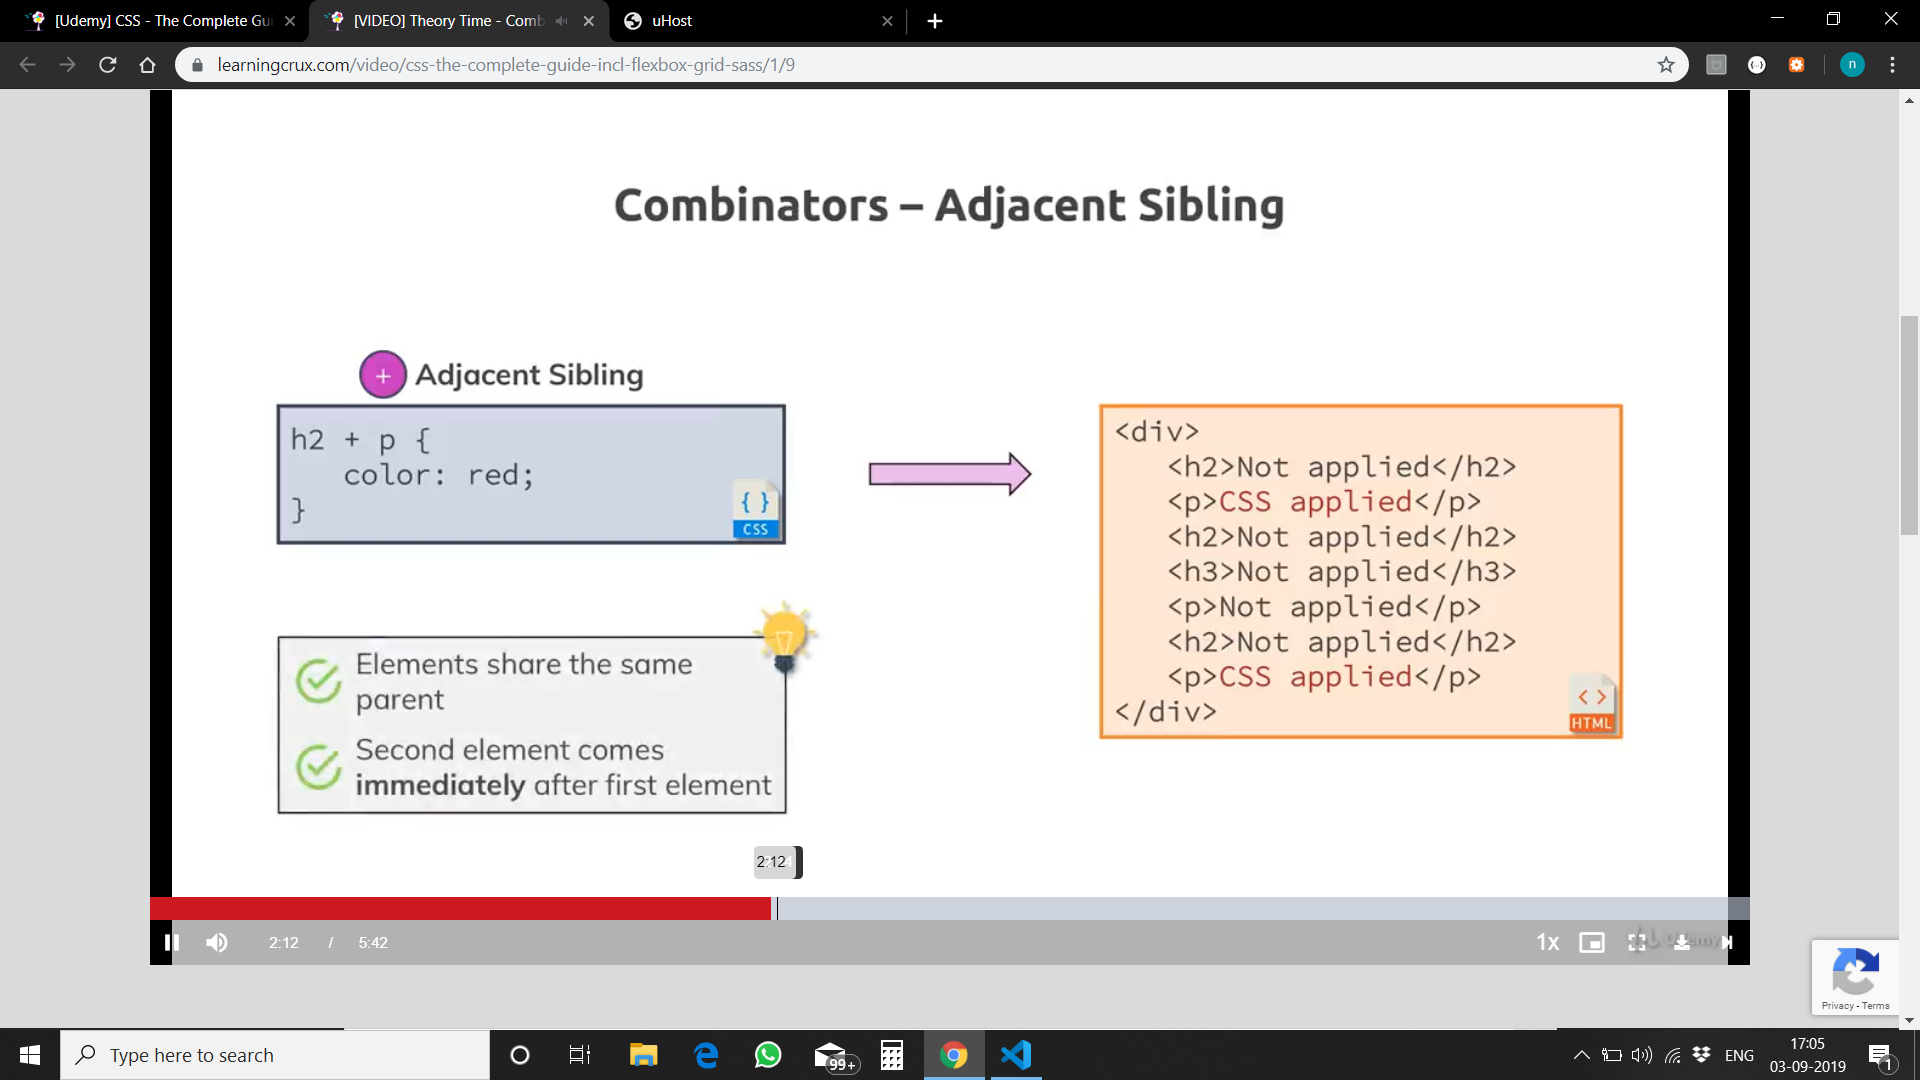 [Udemy] CSS - The Complete Gui
[VIDEO] Theory Time - Comb
uHost
learningcrux.com/video/css-the-complete-guide-incl-flexbox-grid-sass/1/9
n
Combinators – Adjacent Sibling
+ Adjacent Sibling
h2 + p {
color: red;
}
{ }
CSS
<div>
<h2>Not applied</h2>
<p>CSS applied</p>
<h2>Not applied</h2>
<h3>Not applied</h3>
<p>Not applied</p>
<h2>Not applied</h2>
<p>CSS applied</p>
</div>
< >
HTML
Elements share the same
parent
Second element comes
immediately after first element
2:12
2:12 / 5:42
1x
Udemy
Privacy - Terms
Type here to search
99+
ENG
17:05
03-09-2019
1